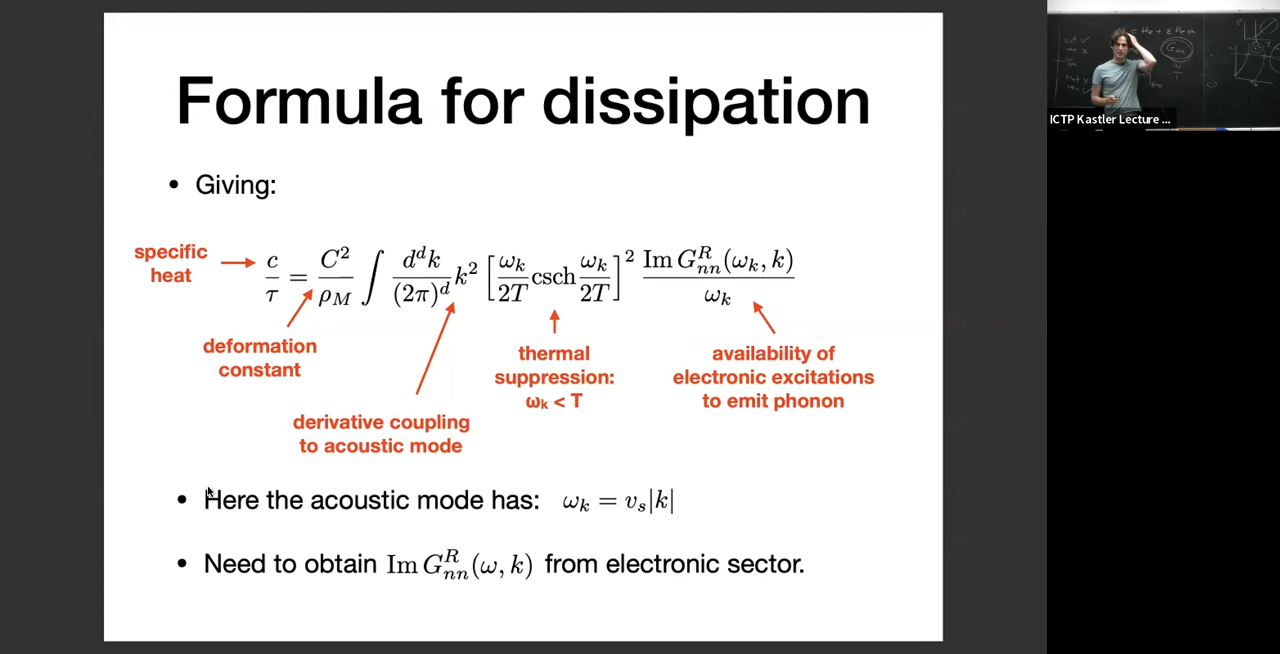 Formula for dissipation
• Giving:
specific
heat
c/τ = C²/ρ_M ∫ d^dk/(2π)^d k² [ω_k/2T csch ω_k/2T]² Im G^R_nn(ω_k, k)/ω_k
deformation
constant
derivative coupling
to acoustic mode
thermal
suppression:
ωk < T
availability of
electronic excitations
to emit phonon
• Here the acoustic mode has: ω_k = v_s|k|
• Need to obtain Im G^R_nn(ω, k) from electronic sector.
ICTP Kastler Lecture ...